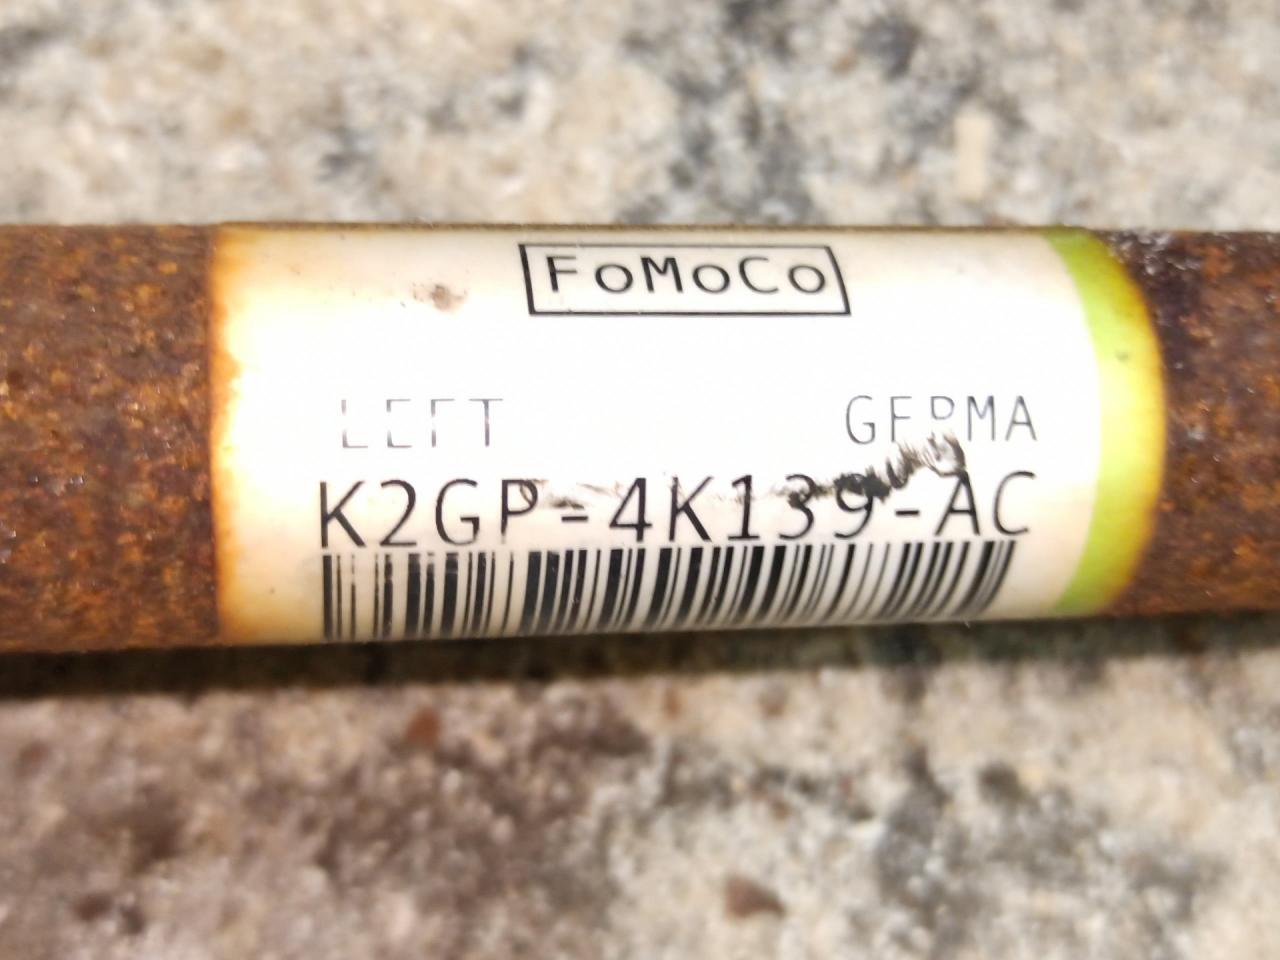 FoMoCo
LEFT GERMA
K2GP-4K139-AC